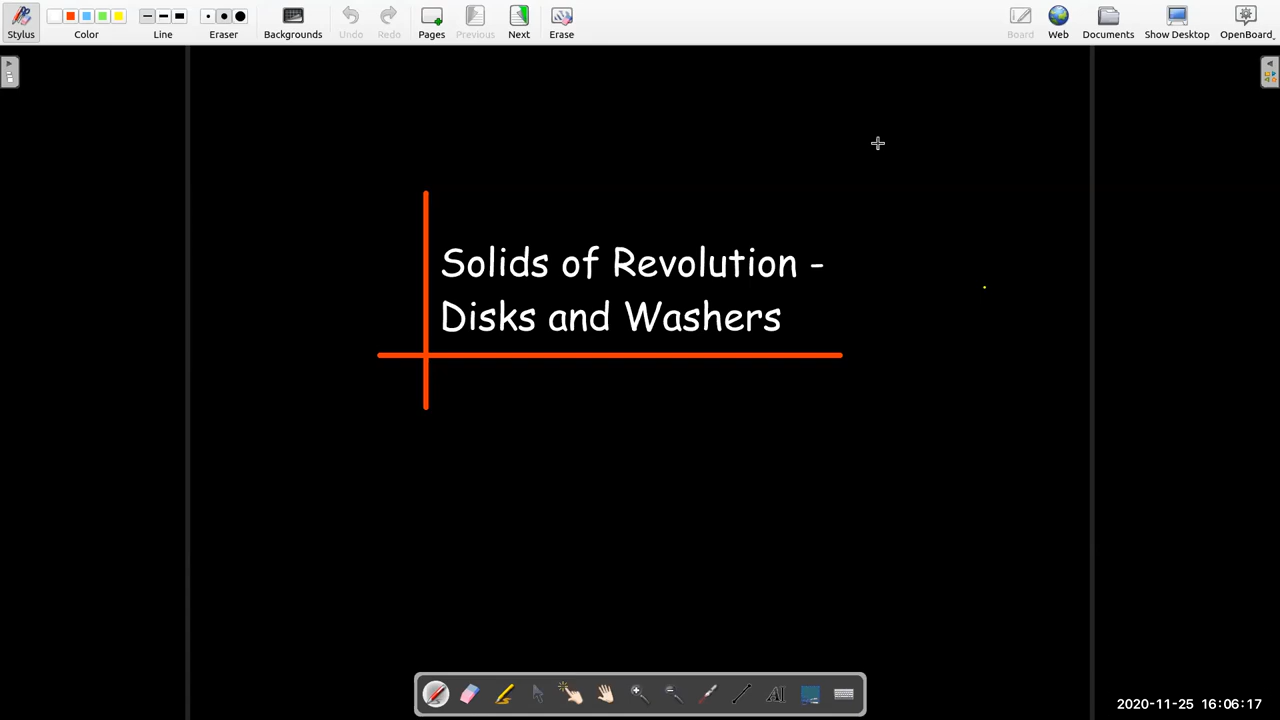 Stylus
Color
Line
Eraser
Backgrounds
Undo
Redo
Pages
Previous
Next
Erase
Board
Web
Documents
Show Desktop
OpenBoard
Solids of Revolution -
Disks and Washers
AI
2020-11-25 16:06:17